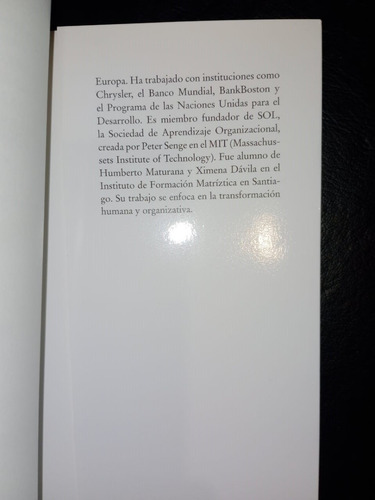 Europa. Ha trabajado con instituciones como
Chrysler, el Banco Mundial, BankBoston y
el Programa de las Naciones Unidas para el
Desarrollo. Es miembro fundador de SOL,
la Sociedad de Aprendizaje Organizacional,
creada por Peter Senge en el MIT (Massachus-
sets Institute of Technology). Fue alumno de
Humberto Maturana y Ximena Dávila en el
Instituto de Formación Matríztica en Santia-
go. Su trabajo se enfoca en la transformación
humana y organizativa.